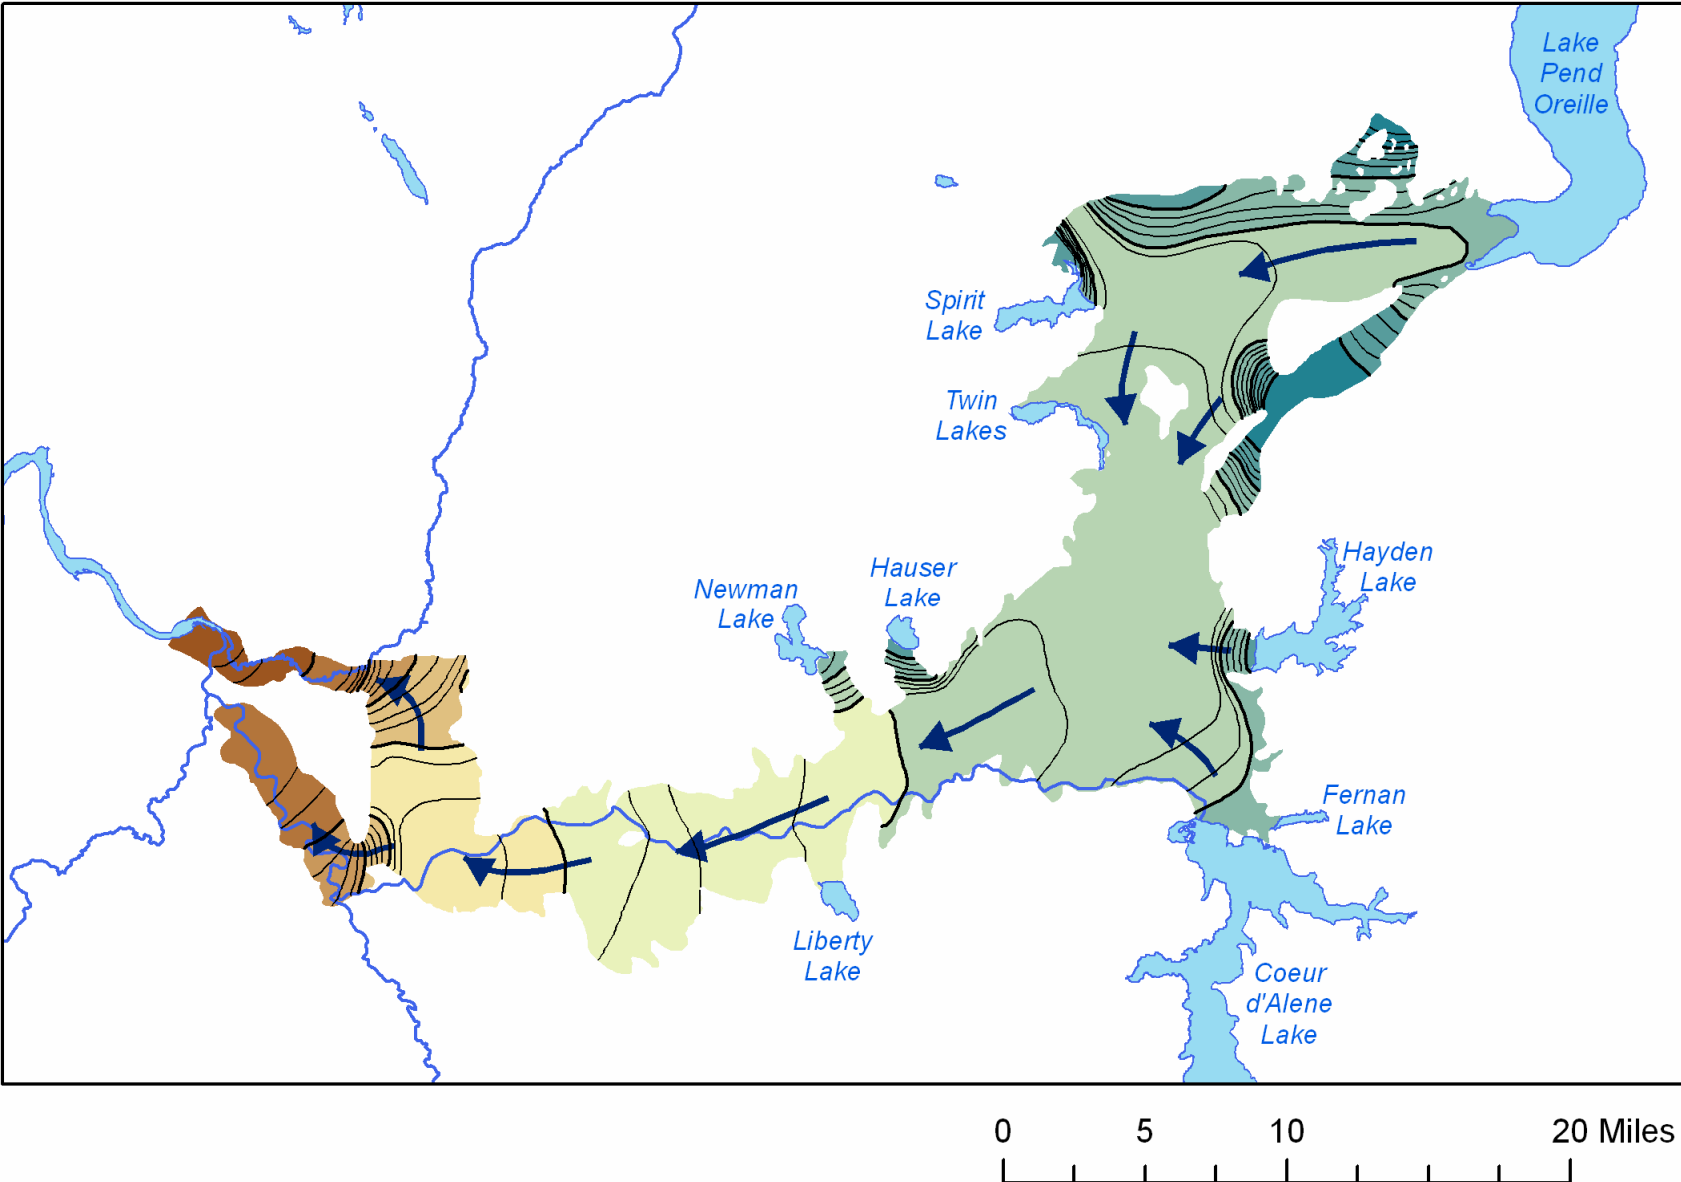 Lake
Pend
Oreille
Spirit
Lake
Twin
Lakes
Hayden
Lake
Hauser
Lake
Newman
Lake
Fernan
Lake
Liberty
Lake
Coeur
d'Alene
Lake
0 5 10 20 Miles